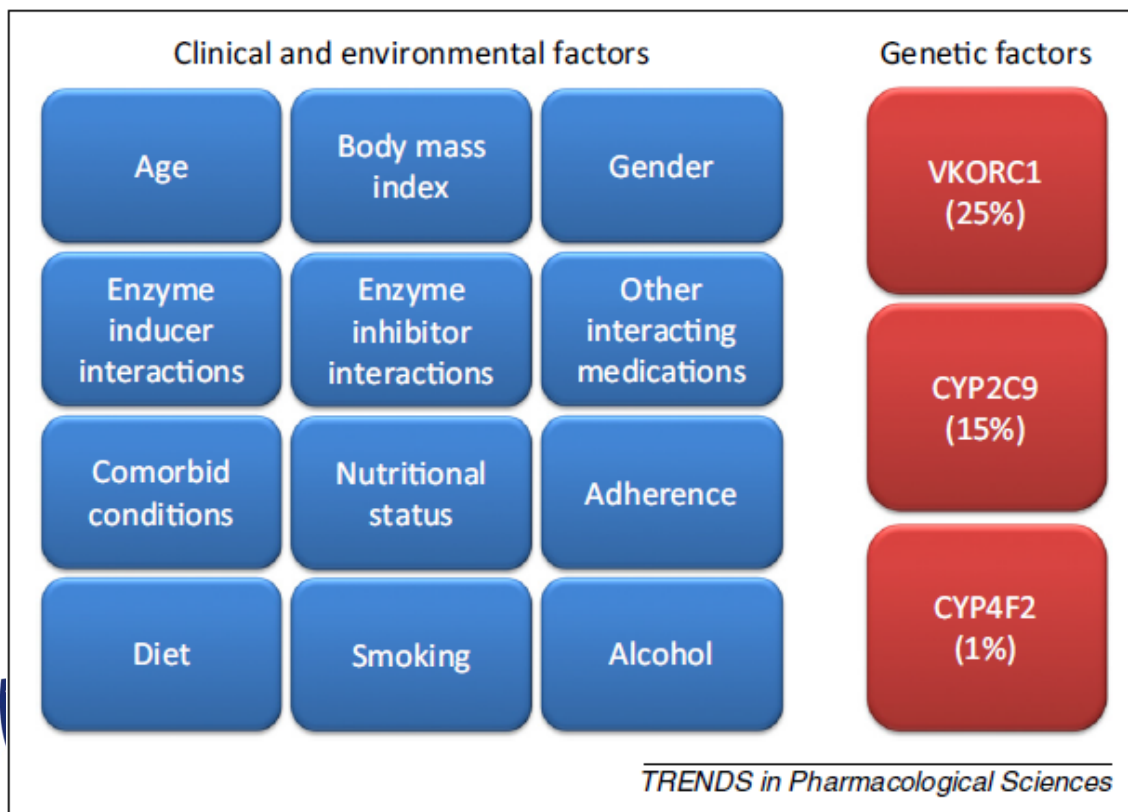 Clinical and environmental factors
Genetic factors
Age
Body mass
index
Gender
Enzyme
inducer
interactions
Enzyme
inhibitor
interactions
Other
interacting
medications
Comorbid
conditions
Nutritional
status
Adherence
Diet
Smoking
Alcohol
VKORC1
(25%)
CYP2C9
(15%)
CYP4F2
(1%)
TRENDS in Pharmacological Sciences